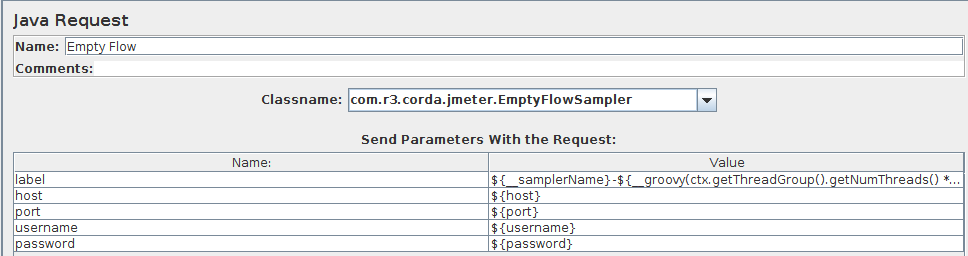 Java Request
Name: Empty Flow
Comments:
Classname: com.r3.corda.jmeter.EmptyFlowSampler
Send Parameters With the Request:
Name: Value
label ${__samplerName}-${__groovy(ctx.getThreadGroup().getNumThreads() *...
host ${host}
port ${port}
username ${username}
password ${password}